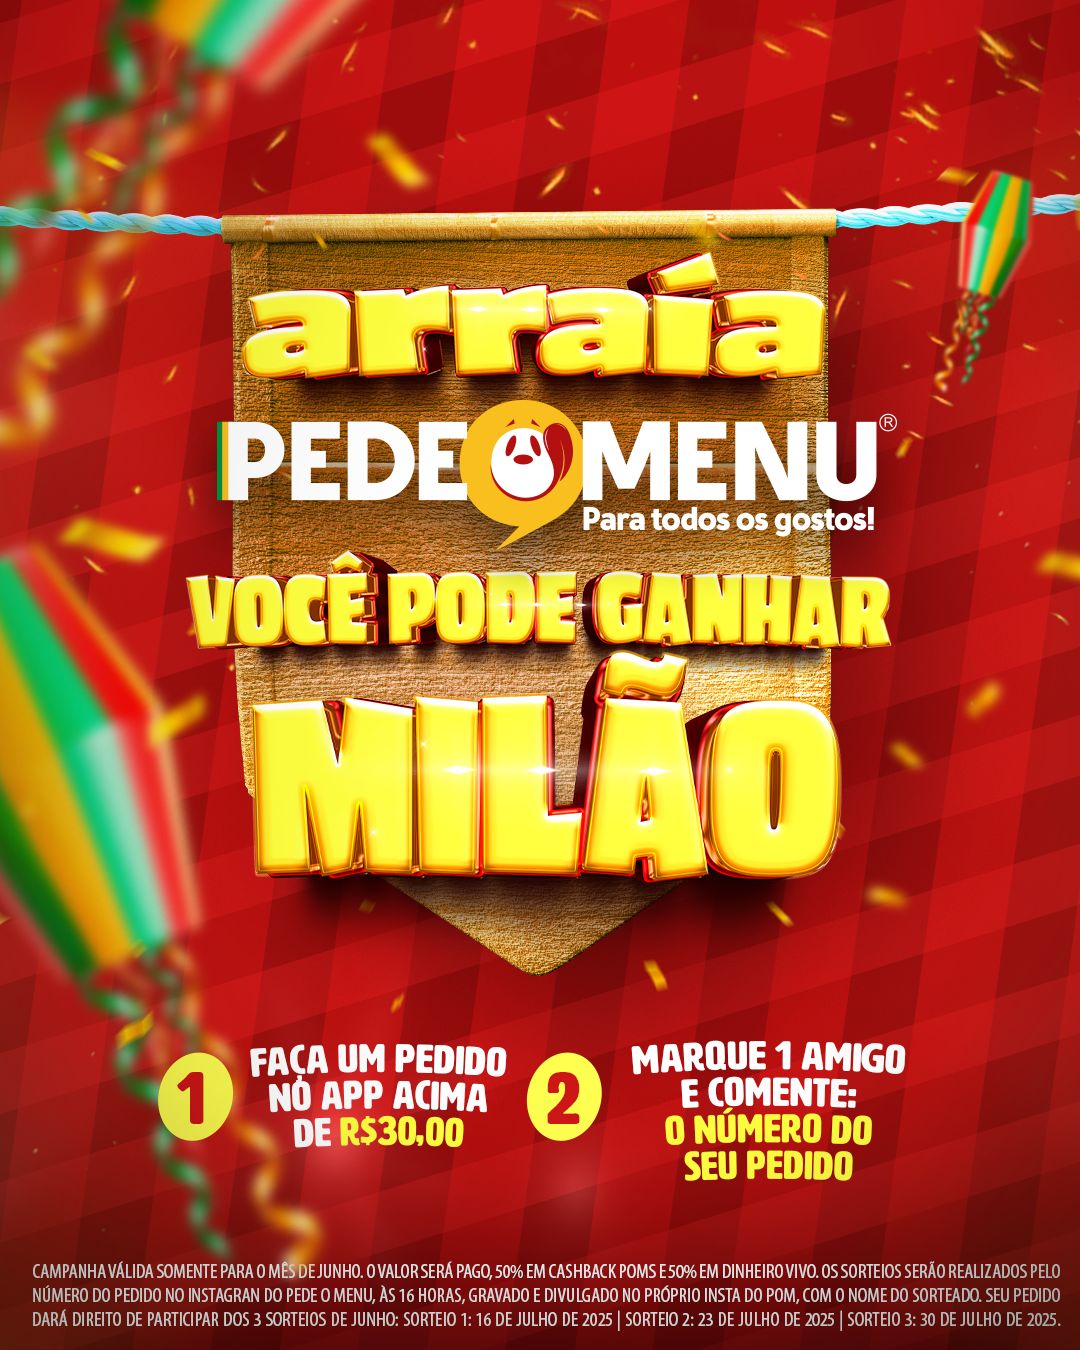 arraía
PEDE O MENU®
Para todos os gostos!
VOCÊ PODE GANHAR
MILÃO
1
FAÇA UM PEDIDO
NO APP ACIMA
DE R$30,00
2
MARQUE 1 AMIGO
E COMENTE:
O NÚMERO DO
SEU PEDIDO
CAMPANHA VÁLIDA SOMENTE PARA O MÊS DE JUNHO. O VALOR SERÁ PAGO, 50% EM CASHBACK POMS E 50% EM DINHEIRO VIVO. OS SORTEIOS SERÃO REALIZADOS PELO
NÚMERO DO PEDIDO NO INSTAGRAN DO PEDE O MENU, ÀS 16 HORAS, GRAVADO E DIVULGADO NO PRÓPRIO INSTA DO POM, COM O NOME DO SORTEADO. SEU PEDIDO
DARÁ DIREITO DE PARTICIPAR DOS 3 SORTEIOS DE JUNHO: SORTEIO 1: 16 DE JULHO DE 2025 | SORTEIO 2: 23 DE JULHO DE 2025 | SORTEIO 3: 30 DE JULHO DE 2025.